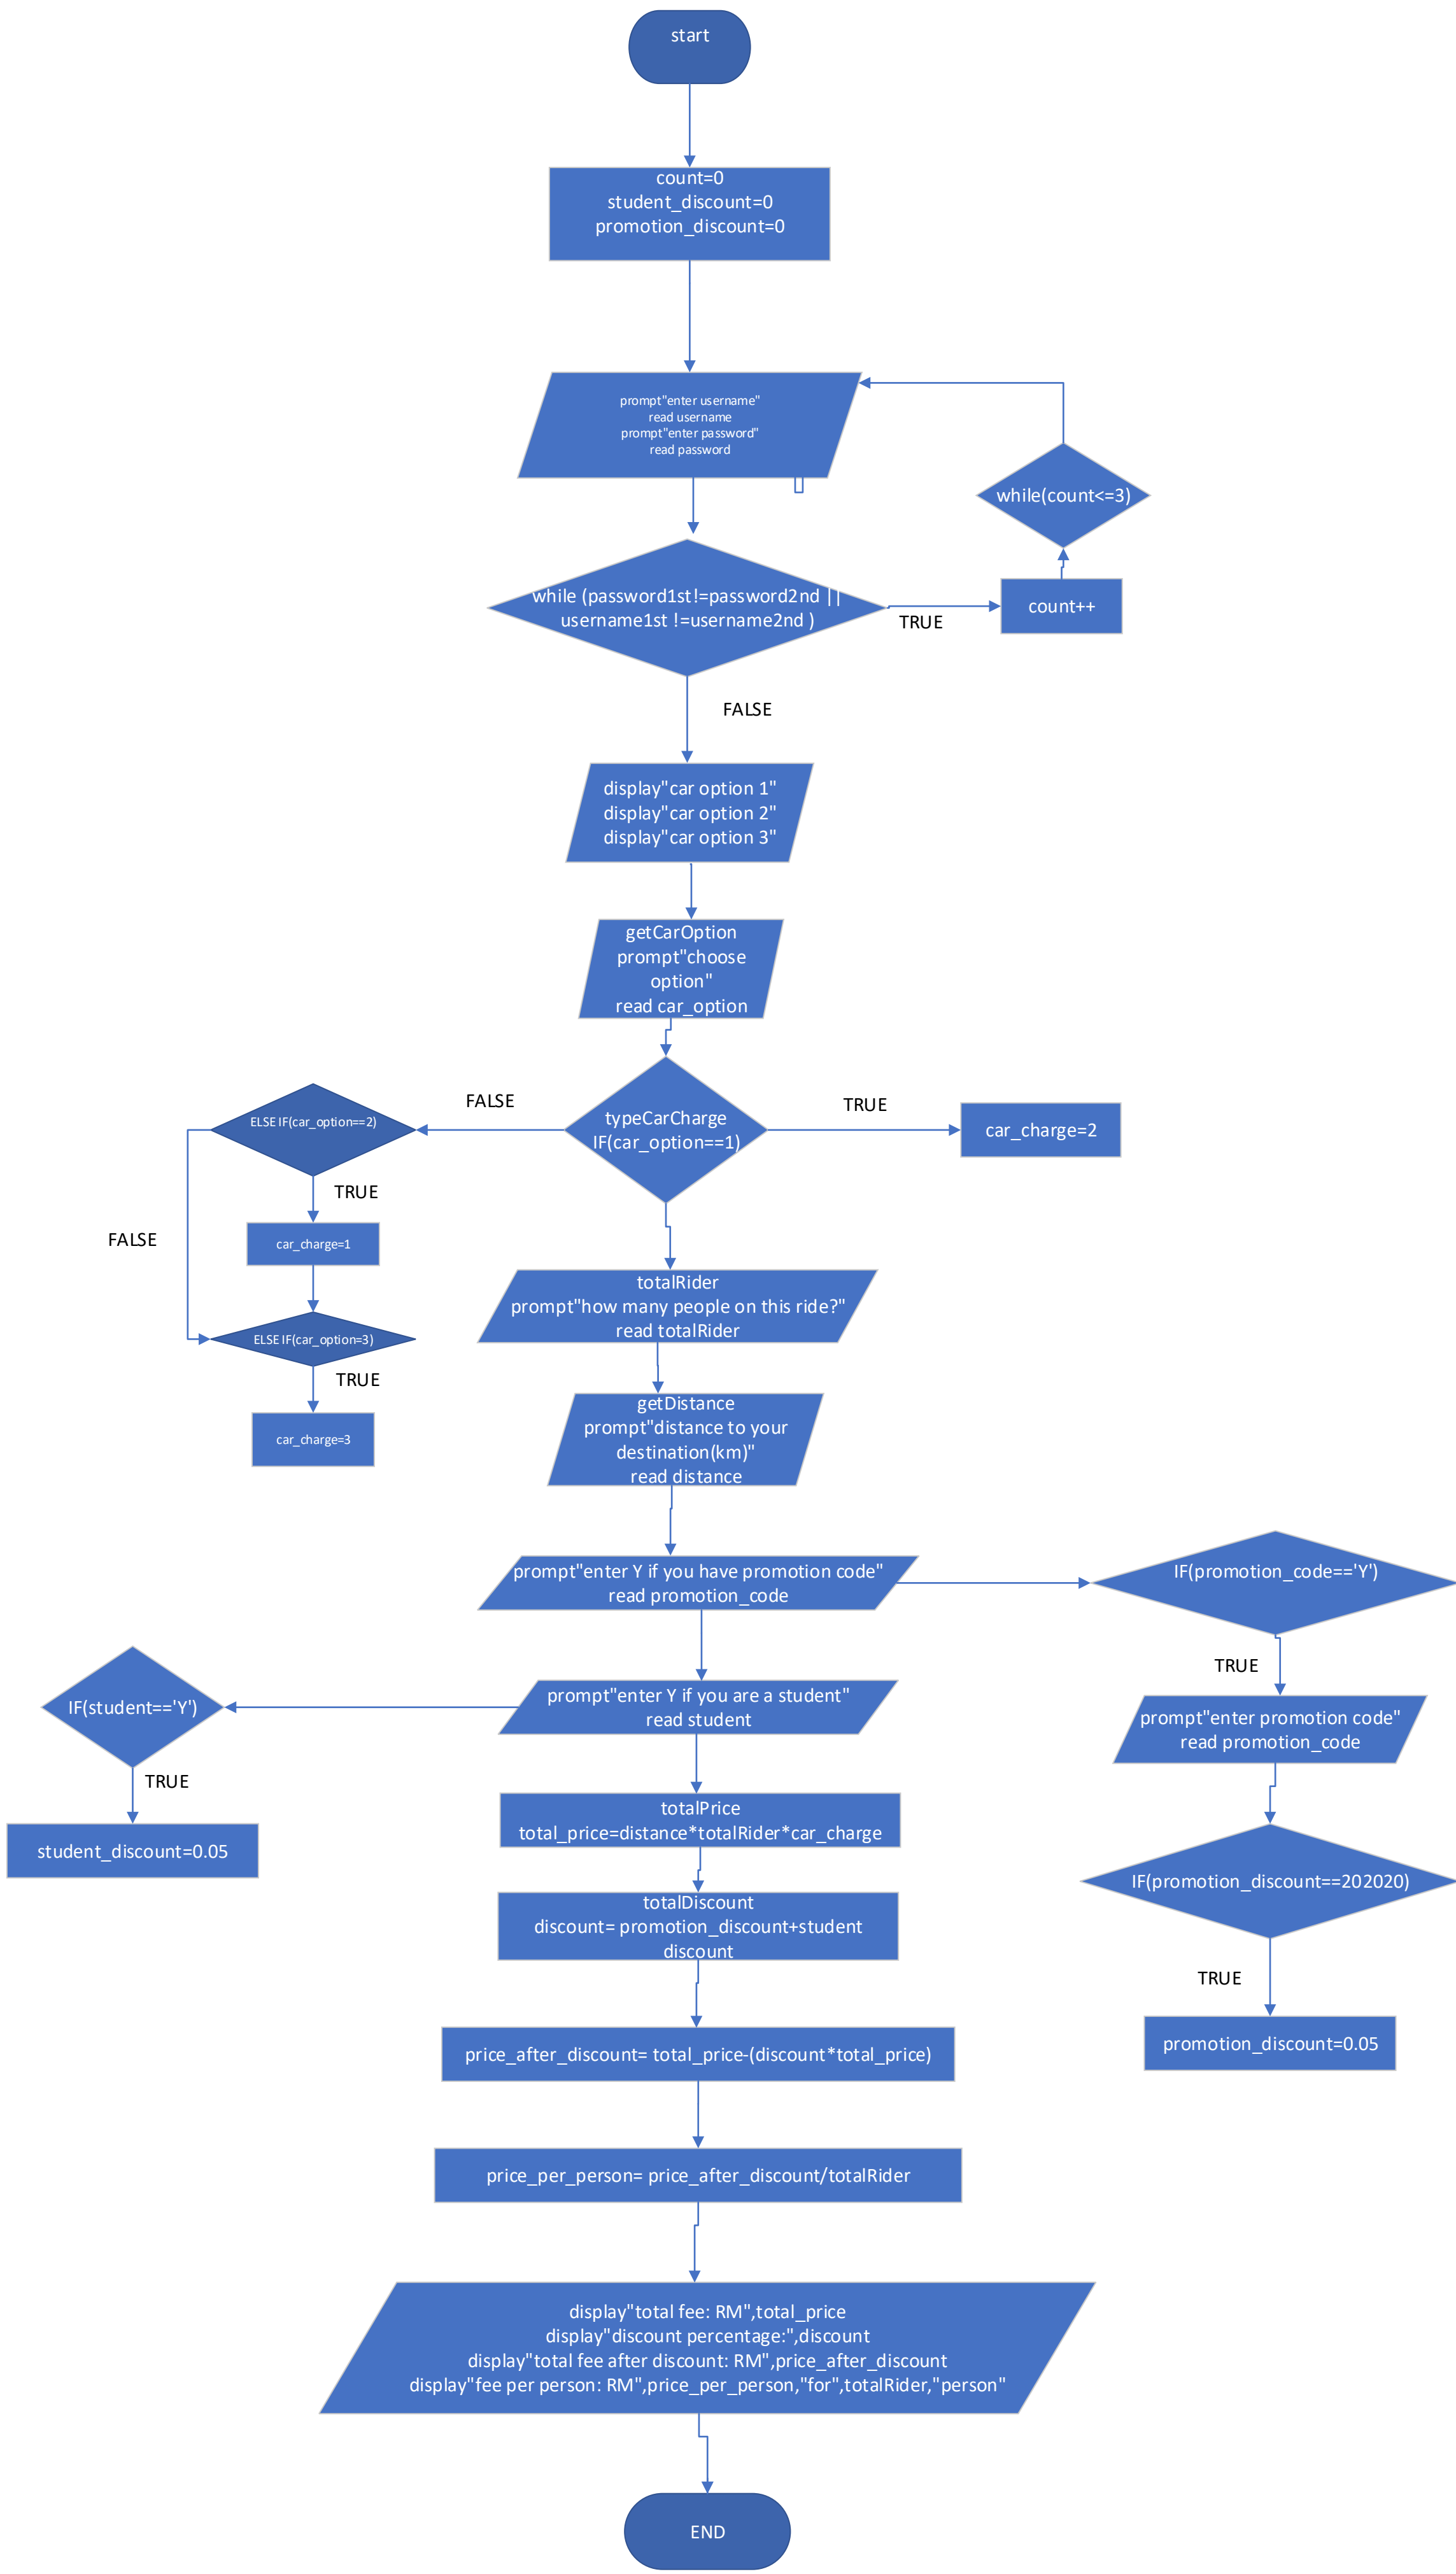 start
count=0
student_discount=0
promotion_discount=0
prompt"enter username"
read username
prompt"enter password"
read password
while(count<=3)
while (password1st!=password2nd ||
username1st !=username2nd )
TRUE
count++
FALSE
display"car option 1"
display"car option 2"
display"car option 3"
getCarOption
prompt"choose
option"
read car_option
typeCarCharge
IF(car_option==1)
TRUE
car_charge=2
FALSE
ELSE IF(car_option==2)
TRUE
FALSE
car_charge=1
ELSE IF(car_option=3)
TRUE
car_charge=3
totalRider
prompt"how many people on this ride?"
read totalRider
getDistance
prompt"distance to your
destination(km)"
read distance
prompt"enter Y if you have promotion code"
read promotion_code
IF(promotion_code=='Y')
TRUE
prompt"enter promotion code"
read promotion_code
IF(promotion_discount==202020)
TRUE
promotion_discount=0.05
prompt"enter Y if you are a student"
read student
IF(student=='Y')
TRUE
student_discount=0.05
totalPrice
total_price=distance*totalRider*car_charge
totalDiscount
discount= promotion_discount+student
discount
price_after_discount= total_price-(discount*total_price)
price_per_person= price_after_discount/totalRider
display"total fee: RM",total_price
display"discount percentage:",discount
display"total fee after discount: RM",price_after_discount
display"fee per person: RM",price_per_person,"for",totalRider,"person"
END